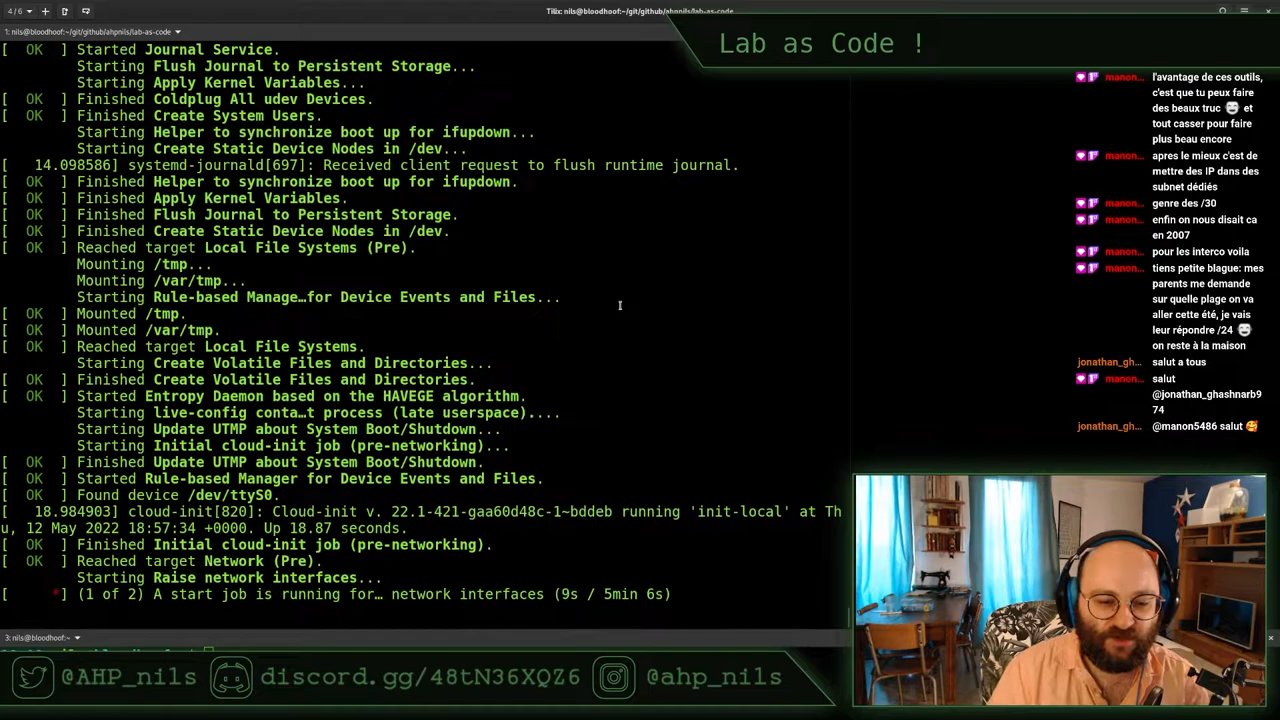 4/6
Tilix: nils@bloodhoof:~/git/github/ahpnils/lab-as-code
1: nils@bloodhoof:~/git/github/ahpnils/lab-as-code
Lab as Code !
[  OK  ] Started Journal Service.
Starting Flush Journal to Persistent Storage...
Starting Apply Kernel Variables...
[  OK  ] Finished Coldplug All udev Devices.
[  OK  ] Finished Create System Users.
Starting Helper to synchronize boot up for ifupdown...
Starting Create Static Device Nodes in /dev...
[   14.098586] systemd-journald[697]: Received client request to flush runtime journal.
[  OK  ] Finished Helper to synchronize boot up for ifupdown.
[  OK  ] Finished Apply Kernel Variables.
[  OK  ] Finished Flush Journal to Persistent Storage.
[  OK  ] Finished Create Static Device Nodes in /dev.
[  OK  ] Reached target Local File Systems (Pre).
Mounting /tmp...
Mounting /var/tmp...
Starting Rule-based Manage…for Device Events and Files...
[  OK  ] Mounted /tmp.
[  OK  ] Mounted /var/tmp.
[  OK  ] Reached target Local File Systems.
Starting Create Volatile Files and Directories...
[  OK  ] Finished Create Volatile Files and Directories.
[  OK  ] Started Entropy Daemon based on the HAVEGE algorithm.
Starting live-config conta…t process (late userspace)....
Starting Update UTMP about System Boot/Shutdown...
Starting Initial cloud-init job (pre-networking)...
[  OK  ] Finished Update UTMP about System Boot/Shutdown.
[  OK  ] Started Rule-based Manager for Device Events and Files.
[  OK  ] Found device /dev/ttyS0.
[   18.984903] cloud-init[820]: Cloud-init v. 22.1-421-gaa60d48c-1~bddeb running 'init-local' at Th
u, 12 May 2022 18:57:34 +0000. Up 18.87 seconds.
[  OK  ] Finished Initial cloud-init job (pre-networking).
[  OK  ] Reached target Network (Pre).
Starting Raise network interfaces...
[     *] (1 of 2) A start job is running for… network interfaces (9s / 5min 6s)
3: nils@bloodhoof:~
manon... l'avantage de ces outils,
c'est que tu peux faire
des beaux truc 😇 et
tout casser pour faire
plus beau encore
manon... apres le mieux c'est de
mettre des IP dans des
subnet dédiés
manon... genre des /30
manon... enfin on nous disait ca
en 2007
manon... pour les interco voila
manon... tiens petite blague: mes
parents me demande
sur quelle plage on va
aller cette été, je vais
leur répondre /24 😇
on reste à la maison
jonathan_gh... salut a tous
manon... salut
@jonathan_ghashnarb9
74
jonathan_gh... @manon5486 salut 🥰
@AHP_nils
discord.gg/48tN36XQZ6
@ahp_nils